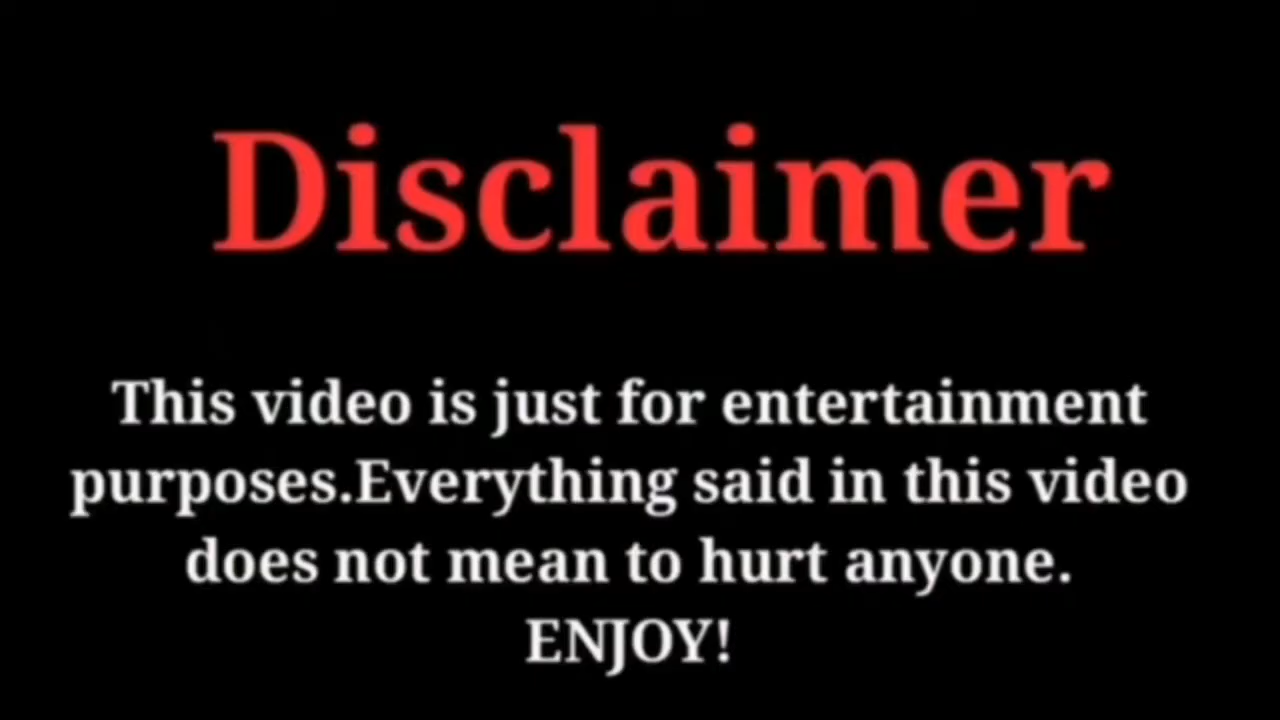 Disclaimer
This video is just for entertainment
purposes.Everything said in this video
does not mean to hurt anyone.
ENJOY!